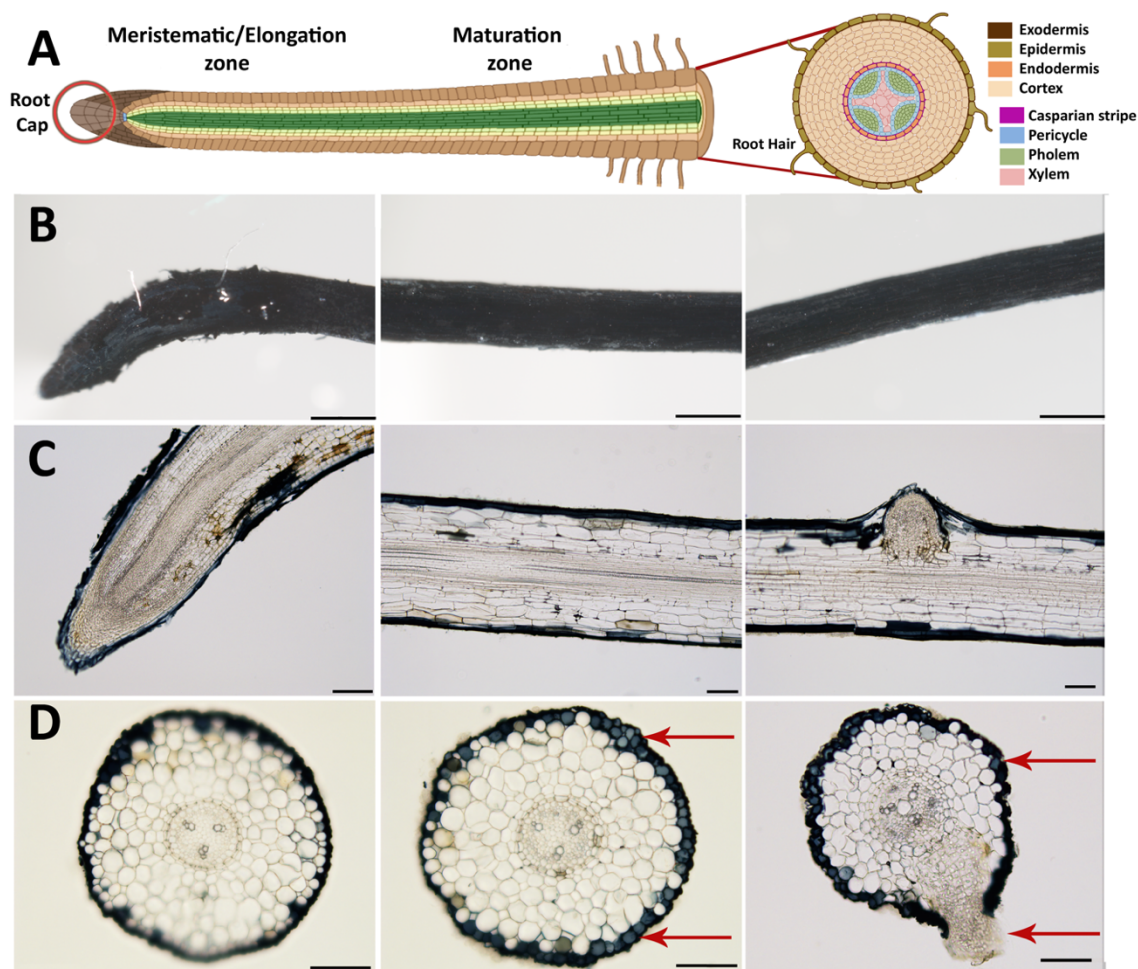 A
Meristematic/Elongation
zone
Maturation
zone
Root
Cap
Root Hair
Exodermis
Epidermis
Endodermis
Cortex
Casparian stripe
Pericycle
Pholem
Xylem
B
C
D